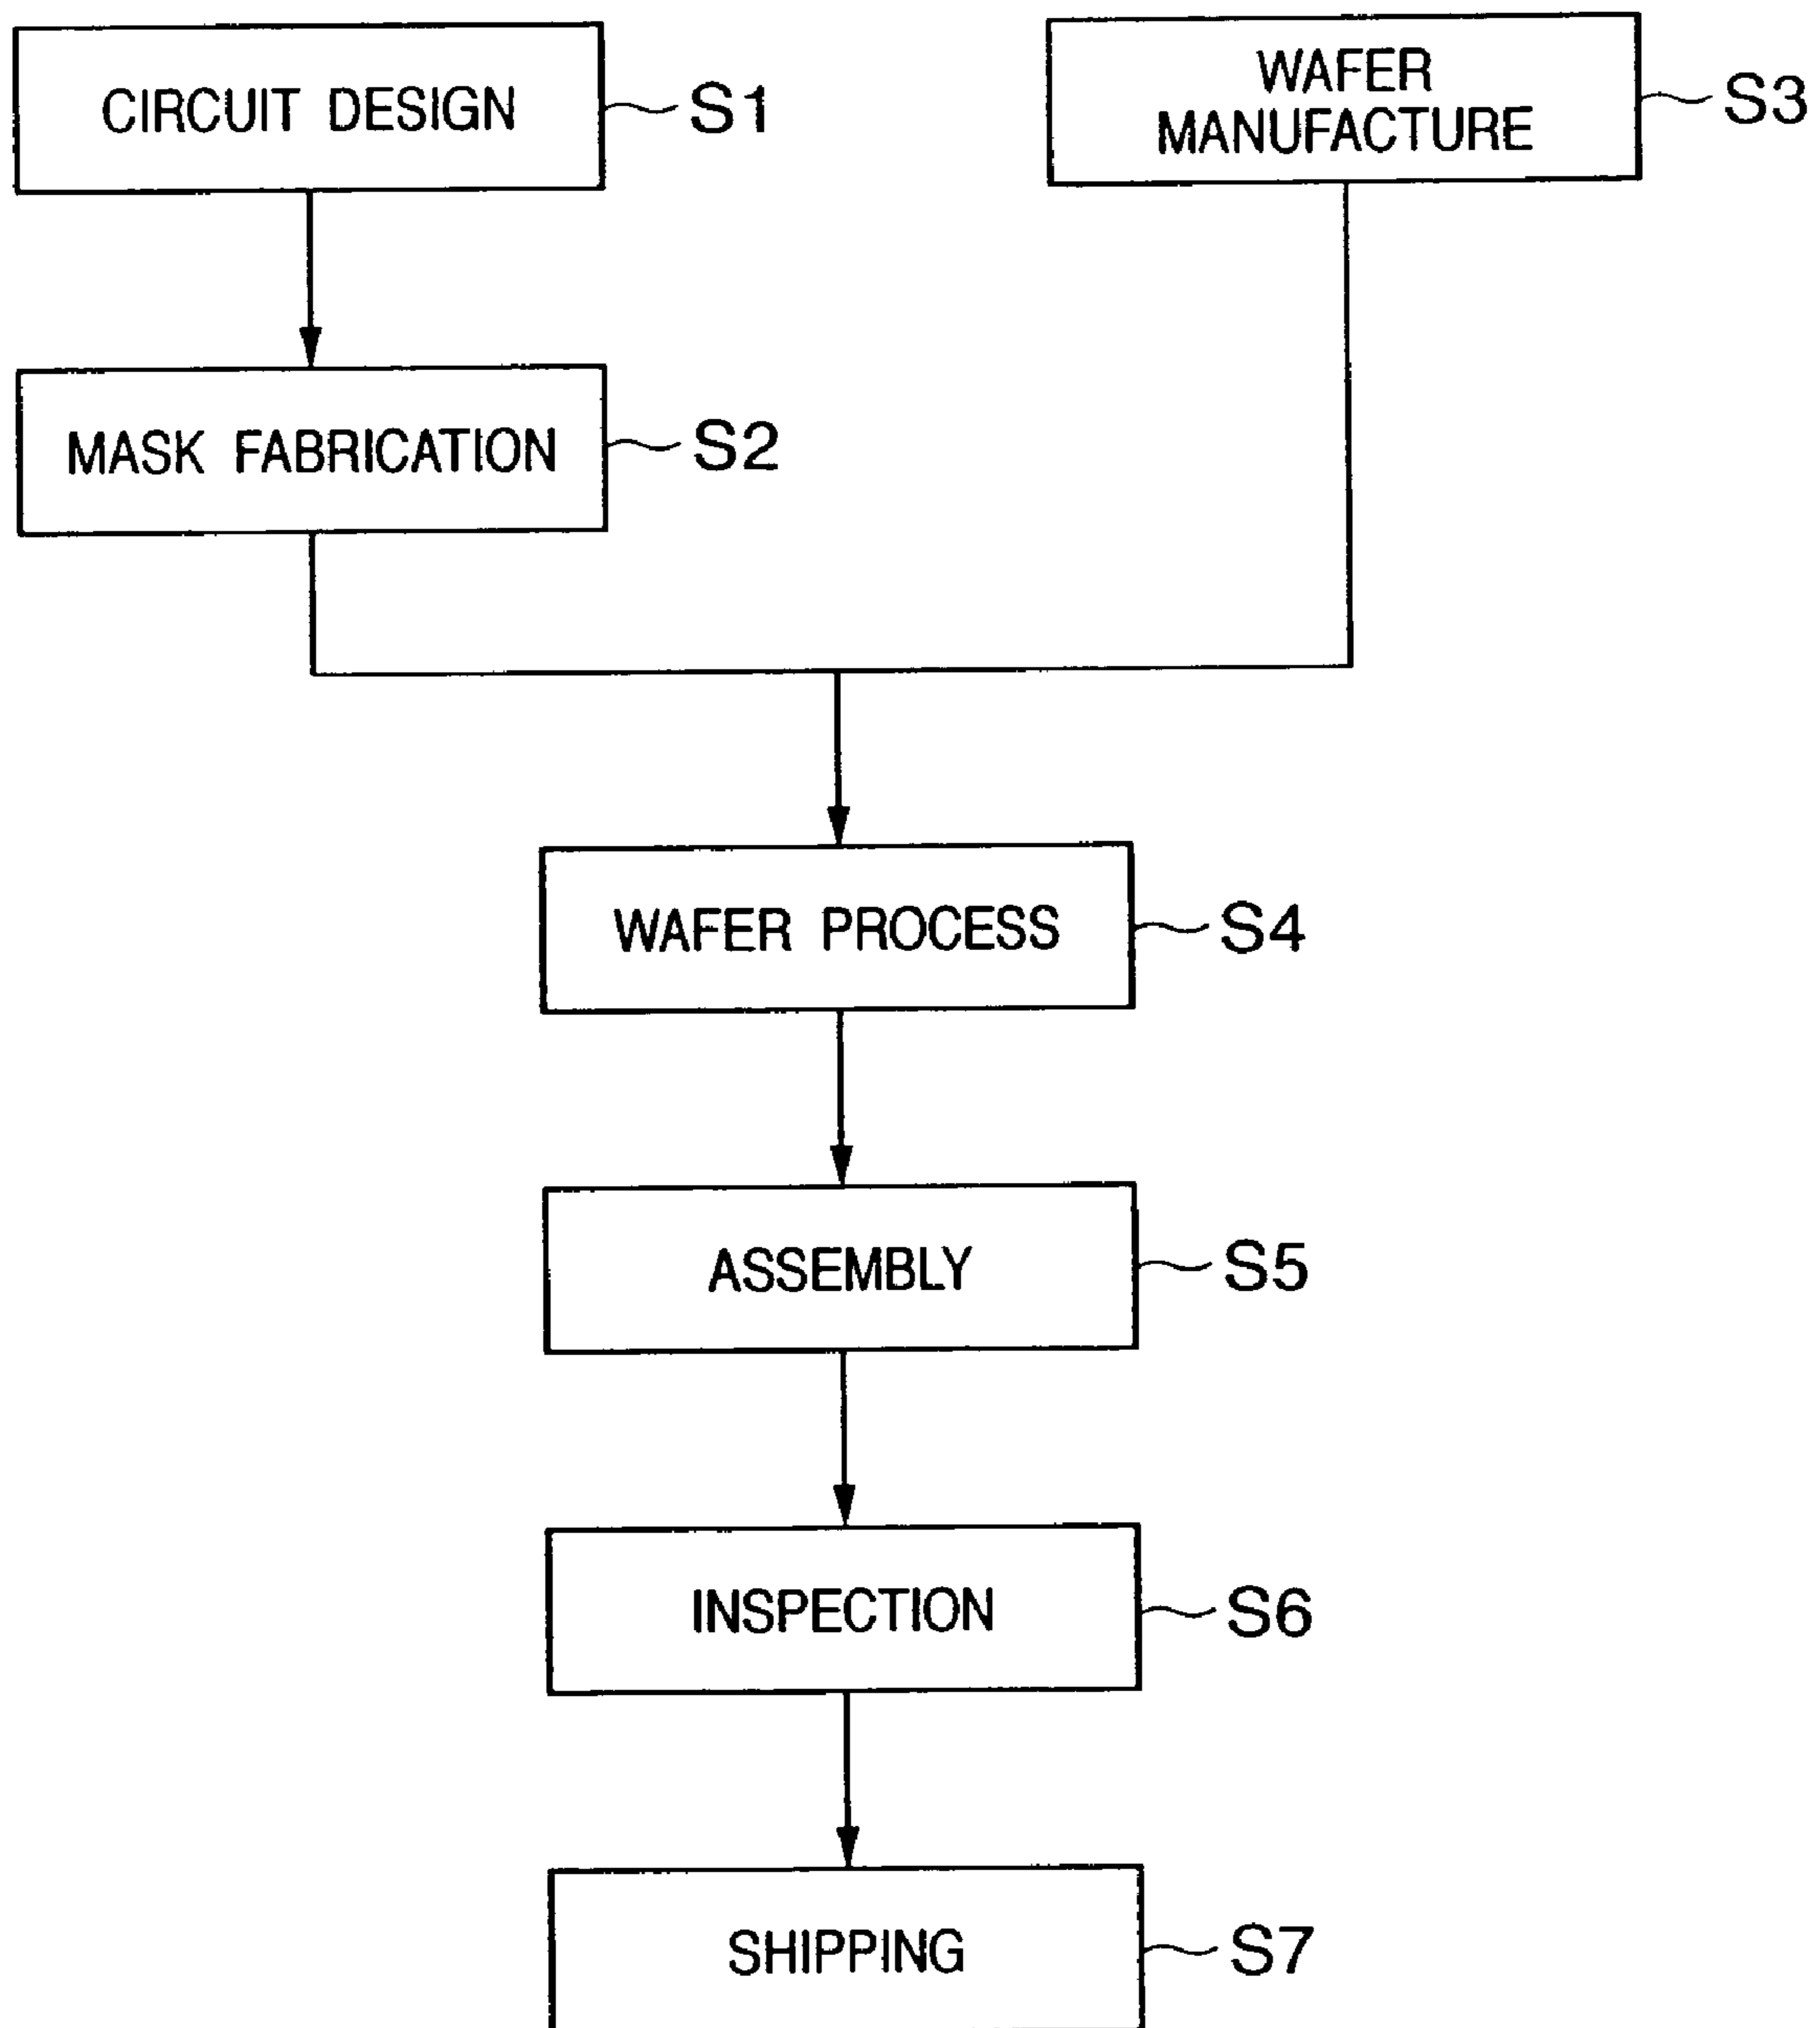 CIRCUIT DESIGN
S1
WAFER
MANUFACTURE
S3
MASK FABRICATION
S2
WAFER PROCESS
S4
ASSEMBLY
S5
INSPECTION
S6
SHIPPING
S7